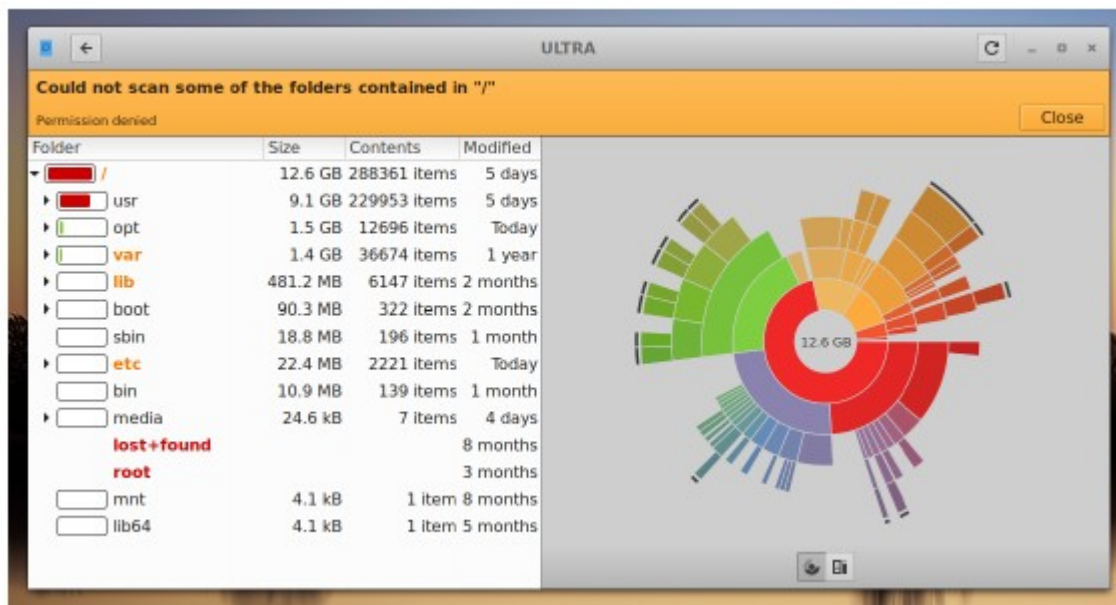 ULTRA
Could not scan some of the folders contained in "/"
Permission denied
Close
Folder Size Contents Modified
/ 12.6 GB 288361 items 5 days
usr 9.1 GB 229953 items 5 days
opt 1.5 GB 12696 items Today
var 1.4 GB 36674 items 1 year
lib 481.2 MB 6147 items 2 months
boot 90.3 MB 322 items 2 months
sbin 18.8 MB 196 items 1 month
etc 22.4 MB 2221 items Today
bin 10.9 MB 139 items 1 month
media 24.6 kB 7 items 4 days
lost+found 8 months
root 3 months
mnt 4.1 kB 1 item 8 months
lib64 4.1 kB 1 item 5 months
12.6 GB